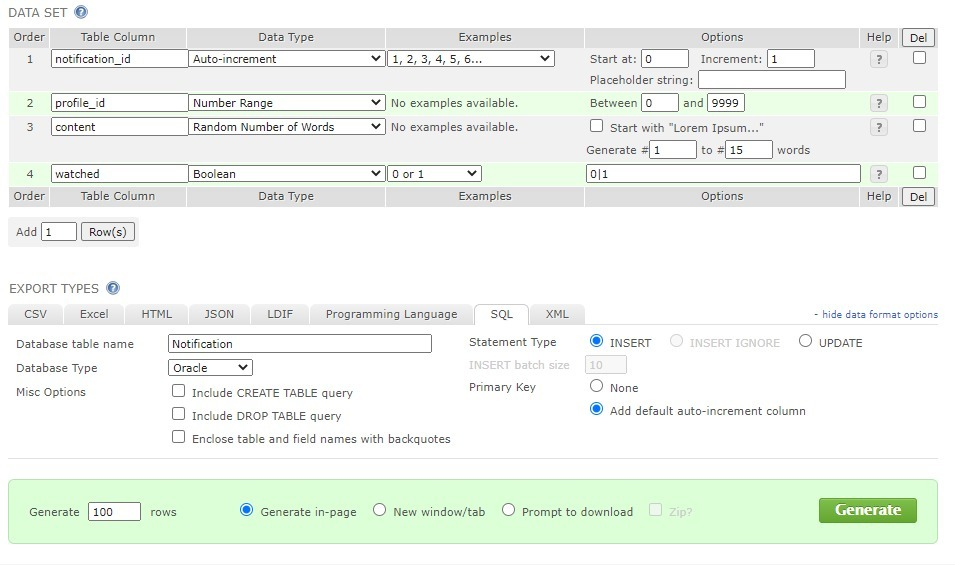 DATA SET ?
Order Table Column Data Type Examples Options Help Del
1 notification_id Auto-increment 1, 2, 3, 4, 5, 6... Start at: 0 Increment: 1 ?
Placeholder string:
2 profile_id Number Range No examples available. Between 0 and 9999 ?
3 content Random Number of Words No examples available. Start with "Lorem Ipsum..." ?
Generate # 1 to # 15 words
4 watched Boolean 0 or 1 0|1 ?
Order Table Column Data Type Examples Options Help Del
Add 1 Row(s)
EXPORT TYPES ?
CSV Excel HTML JSON LDIF Programming Language SQL XML - hide data format options
Database table name Notification Statement Type INSERT INSERT IGNORE UPDATE
Database Type Oracle INSERT batch size 10
Misc Options Include CREATE TABLE query Primary Key None
Include DROP TABLE query Add default auto-increment column
Enclose table and field names with backquotes
Generate 100 rows Generate in-page New window/tab Prompt to download Zip? Generate